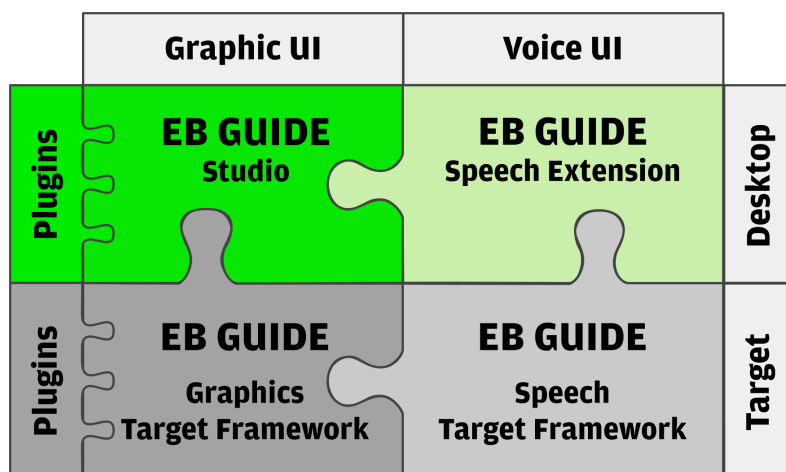 Graphic UI
Voice UI
Plugins
EB GUIDE
Studio
EB GUIDE
Speech Extension
Desktop
Plugins
EB GUIDE
Graphics
Target Framework
EB GUIDE
Speech
Target Framework
Target